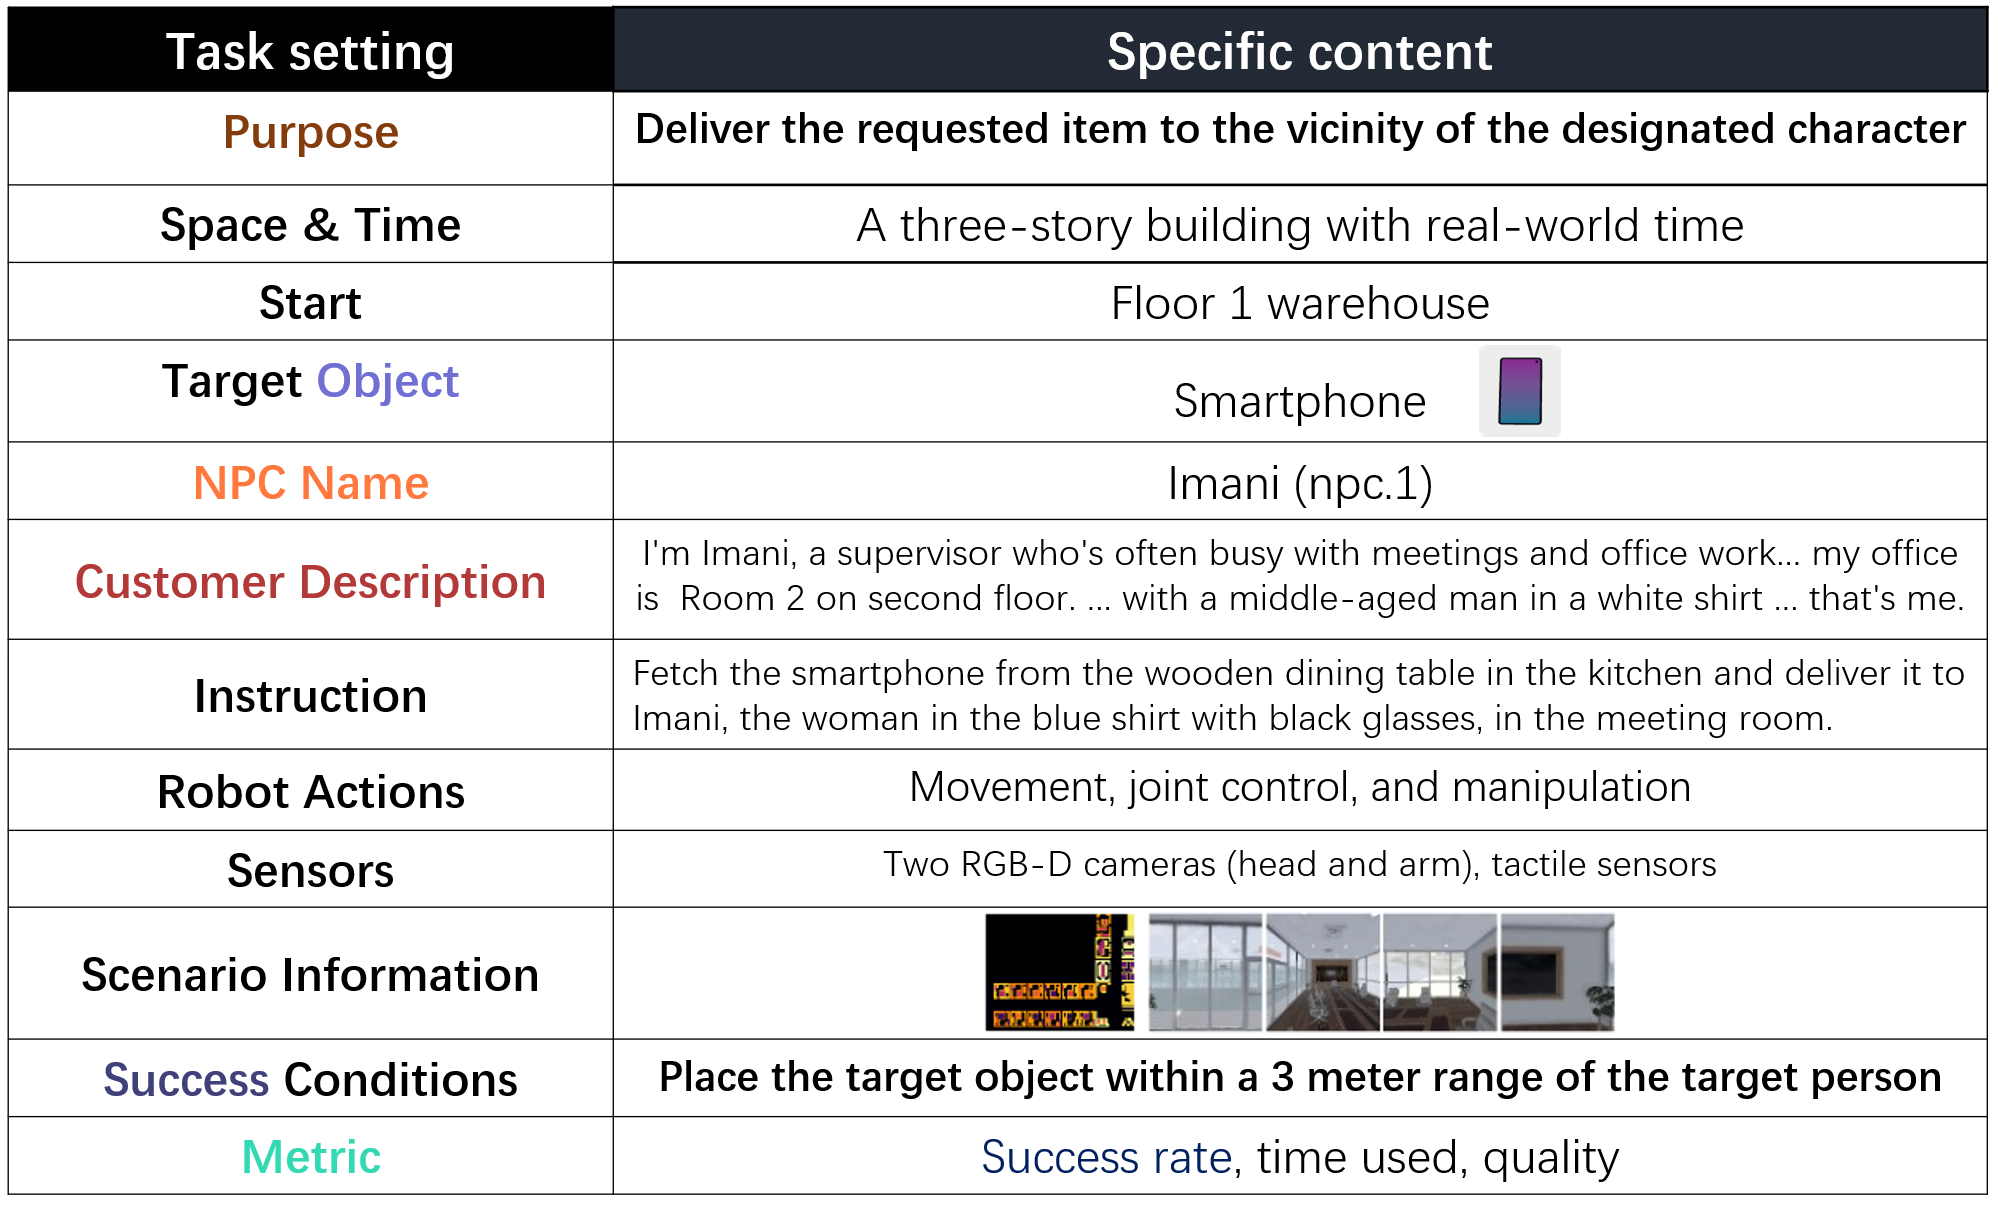 Task setting
Specific content
Purpose
Deliver the requested item to the vicinity of the designated character
Space & Time
A three-story building with real-world time
Start
Floor 1 warehouse
Target Object
Smartphone
NPC Name
Imani (npc.1)
Customer Description
I'm Imani, a supervisor who's often busy with meetings and office work... my office
is Room 2 on second floor. ... with a middle-aged man in a white shirt ... that's me.
Instruction
Fetch the smartphone from the wooden dining table in the kitchen and deliver it to
Imani, the woman in the blue shirt with black glasses, in the meeting room.
Robot Actions
Movement, joint control, and manipulation
Sensors
Two RGB-D cameras (head and arm), tactile sensors
Scenario Information
Success Conditions
Place the target object within a 3 meter range of the target person
Metric
Success rate, time used, quality